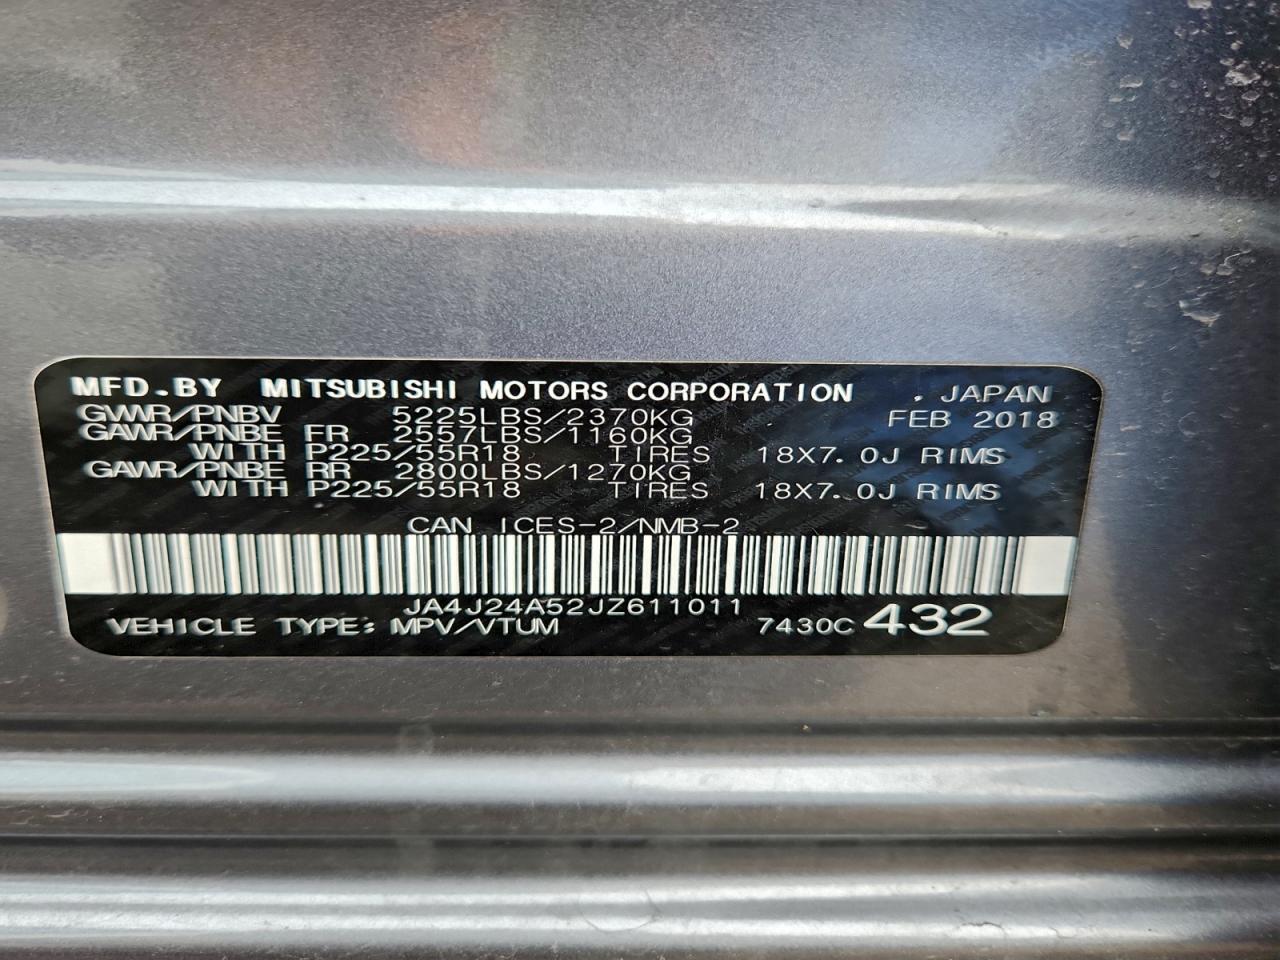 MFD.BY MITSUBISHI MOTORS CORPORATION . JAPAN
GVWR/PNBV 5225LBS/2370KG FEB 2018
GAWR/PNBE FR 2557LBS/1160KG
WITH P225/55R18 TIRES 18X7.0J RIMS
GAWR/PNBE RR 2800LBS/1270KG
WITH P225/55R18 TIRES 18X7.0J RIMS
CAN ICES-2/NMB-2
JA4J24A52JZ611011
VEHICLE TYPE: MPV/VTUM 7430C 432